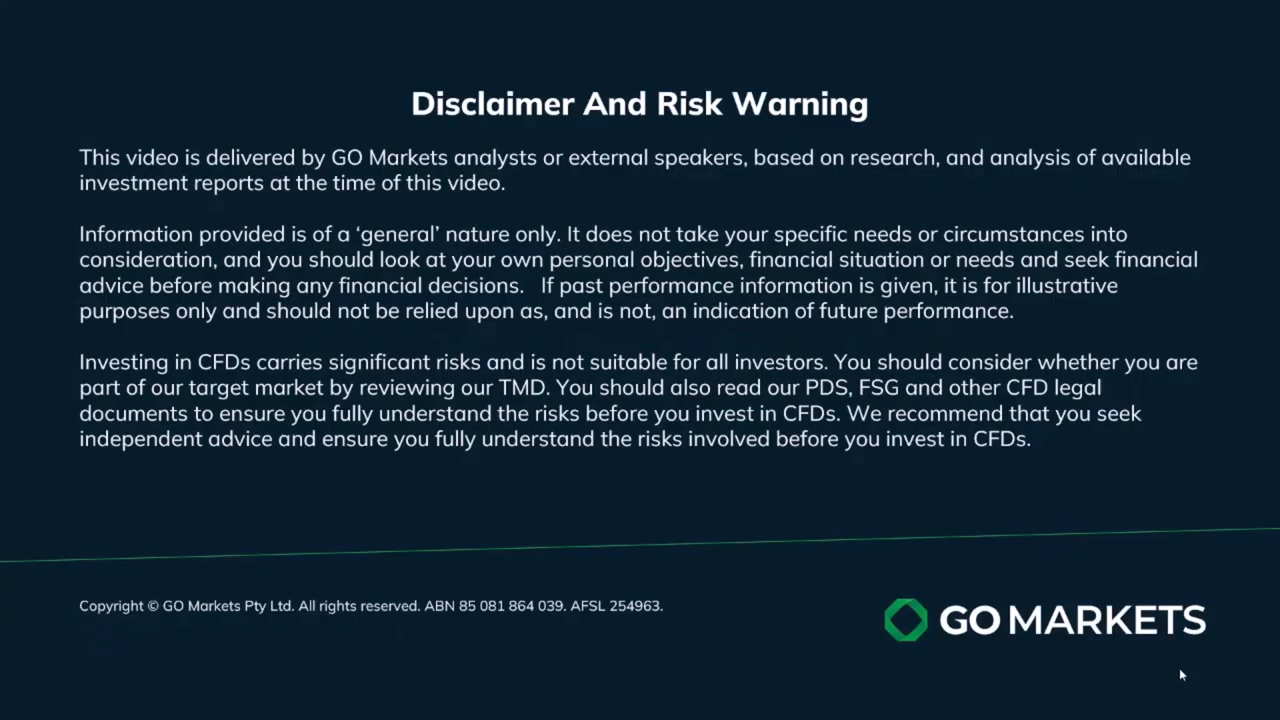 Disclaimer And Risk Warning
This video is delivered by GO Markets analysts or external speakers, based on research, and analysis of available
investment reports at the time of this video.
Information provided is of a ‘general’ nature only. It does not take your specific needs or circumstances into
consideration, and you should look at your own personal objectives, financial situation or needs and seek financial
advice before making any financial decisions.   If past performance information is given, it is for illustrative
purposes only and should not be relied upon as, and is not, an indication of future performance.
Investing in CFDs carries significant risks and is not suitable for all investors. You should consider whether you are
part of our target market by reviewing our TMD. You should also read our PDS, FSG and other CFD legal
documents to ensure you fully understand the risks before you invest in CFDs. We recommend that you seek
independent advice and ensure you fully understand the risks involved before you invest in CFDs.
Copyright © GO Markets Pty Ltd. All rights reserved. ABN 85 081 864 039. AFSL 254963.
GO MARKETS